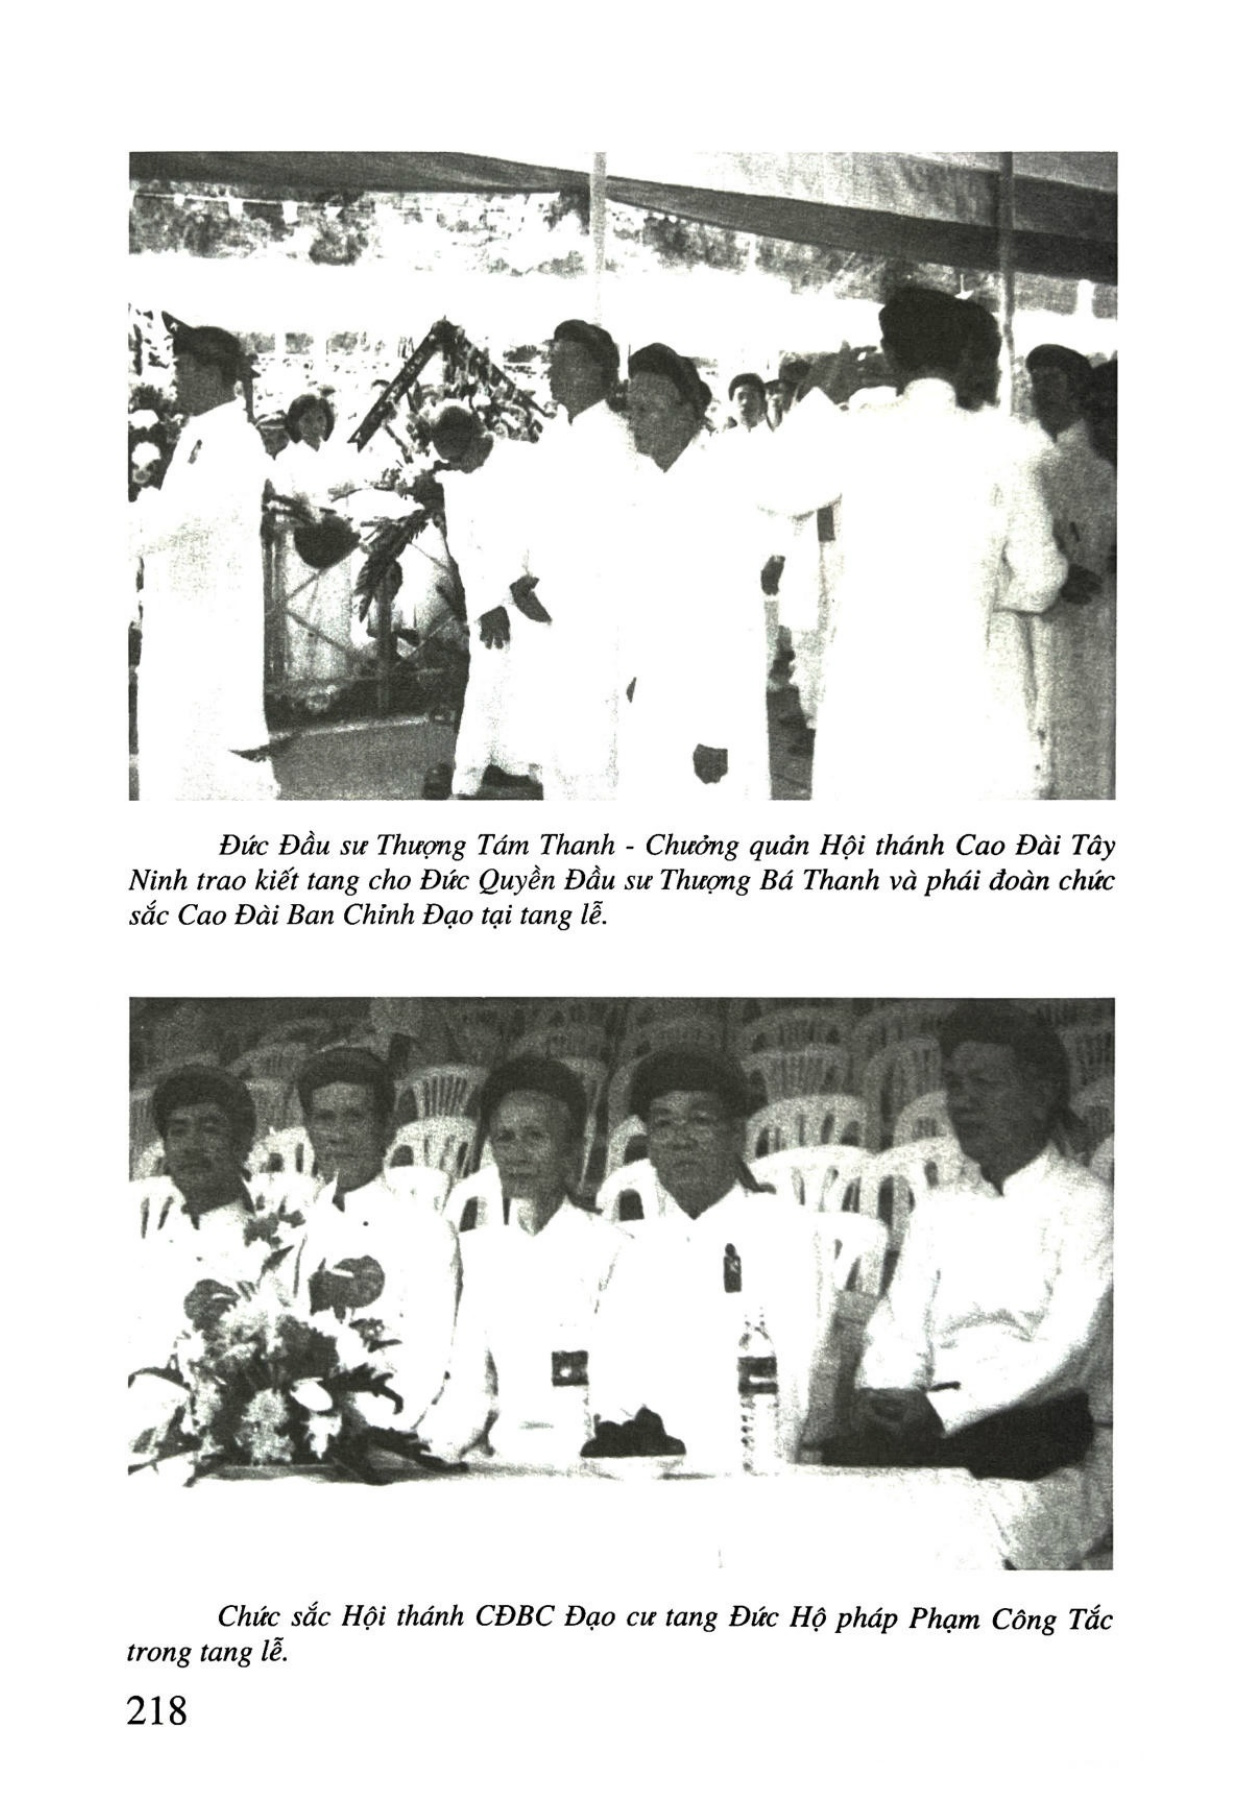 Đức Đầu sư Thượng Tám Thanh - Chưởng quản Hội thánh Cao Đài Tây
Ninh trao kiết tang cho Đức Quyền Đầu sư Thượng Bá Thanh và phái đoàn chức
sắc Cao Đài Ban Chỉnh Đạo tại tang lễ.
Chức sắc Hội thánh CĐBC Đạo cư tang Đức Hộ pháp Phạm Công Tắc
trong tang lễ.
218